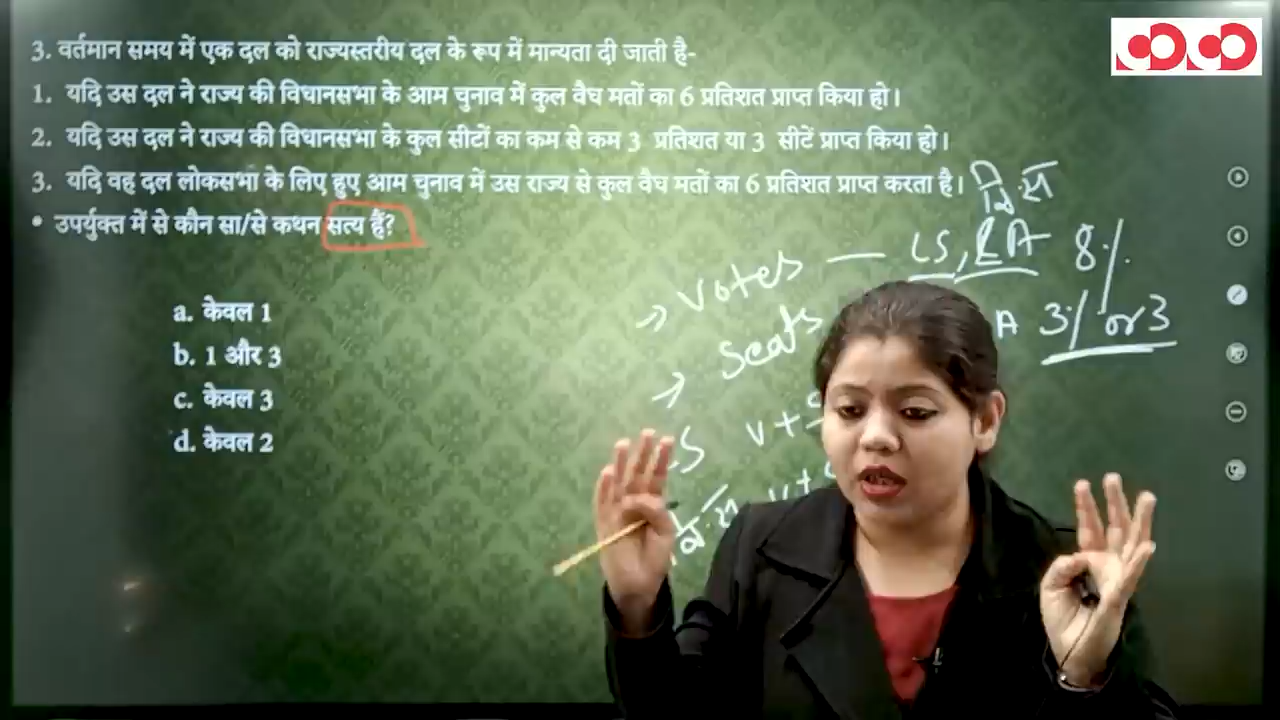 3. वर्तमान समय में एक दल को राज्यस्तरीय दल के रूप में मान्यता दी जाती है-
1. यदि उस दल ने राज्य की विधानसभा के आम चुनाव में कुल वैध मतों का 6 प्रतिशत प्राप्त किया हो।
2. यदि उस दल ने राज्य की विधानसभा के कुल सीटों का कम से कम 3 प्रतिशत या 3 सीटें प्राप्त किया हो।
3. यदि वह दल लोकसभा के लिए हुए आम चुनाव में उस राज्य से कुल वैध मतों का 6 प्रतिशत प्राप्त करता है।
• उपर्युक्त में से कौन सा/से कथन सत्य हैं?
a. केवल 1
b. 1 और 3
c. केवल 3
d. केवल 2
वि.स
→ Votes — LS, LA 8%
→ Seats A 3% or 3
LS V+S
वि.स V+